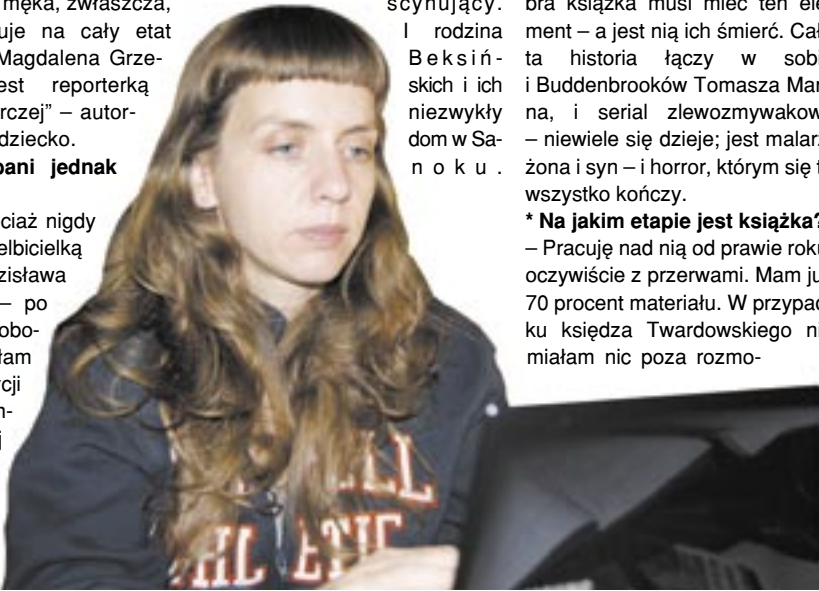 męka, zwłaszcza,
uje na cały etat
Magdalena Grze-
est reporterką
rczej” – autor-
dziecko.
pani jednak
ciaż nigdy
elbicielką
zisława
– po
obo-
łam
cji
n-
j
scynujący.
I rodzina
Beksiń-
skich i ich
niezwykły
dom w Sa-
noku.
bra książka musi mieć ten ele
ment – a jest nią ich śmierć. Cał
ta historia łączy w sobi
i Buddenbrooków Tomasza Man
na, i serial zlewozmywakow
– niewiele się dzieje; jest malarz
żona i syn – i horror, którym się t
wszystko kończy.
* Na jakim etapie jest książka?
– Pracuję nad nią od prawie roku
oczywiście z przerwami. Mam ju
70 procent materiału. W przypad
ku księdza Twardowskiego ni
miałam nic poza rozmo-